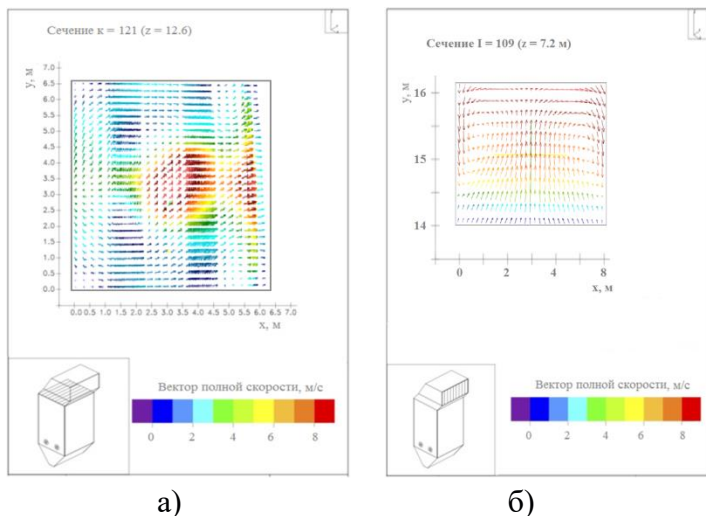 Сечение к = 121 (z = 12.6)
у, м
7.0
6.5
6.0
5.5
5.0
4.5
4.0
3.5
3.0
2.5
2.0
1.5
1.0
0.5
0.0
0.0 0.5 1.0 1.5 2.0 2.5 3.0 3.5 4.0 4.5 5.0 5.5 6.0 6.5 7.0
х, м
Вектор полной скорости, м/с
0 2 4 6 8
а)
Сечение I = 109 (z = 7.2 м)
у, м
16
15
14
0 2 3 6 8
х, м
Вектор полной скорости, м/с
0 2 4 6 8
б)